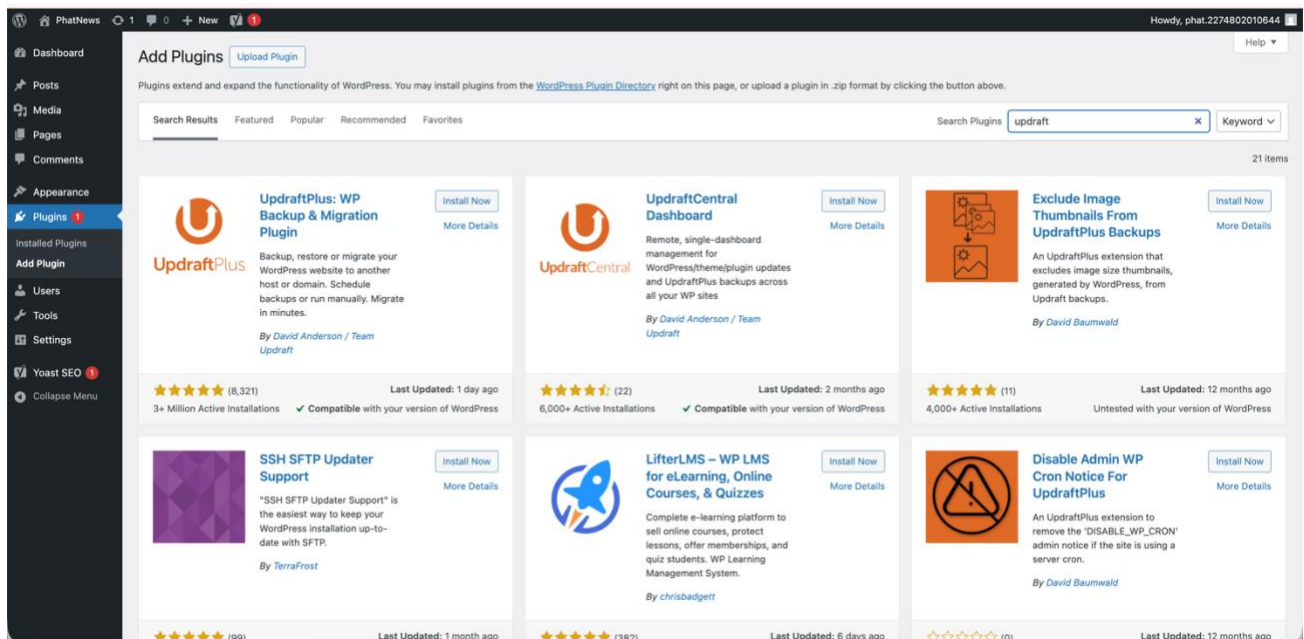 PhatNews 1 0 + New 1 Howdy, phat.2274802010644
Dashboard
Posts
Media
Pages
Comments
Appearance
Plugins 1
Installed Plugins
Add Plugin
Users
Tools
Settings
Yoast SEO 1
Collapse Menu
Help
Add Plugins Upload Plugin
Plugins extend and expand the functionality of WordPress. You may install plugins from the WordPress Plugin Directory right on this page, or upload a plugin in .zip format by clicking the button above.
Search Results Featured Popular Recommended Favorites Search Plugins updraft × Keyword
21 items
UpdraftPlus
UpdraftPlus: WP
Backup & Migration
Plugin
Install Now
More Details
Backup, restore or migrate your
WordPress website to another
host or domain. Schedule
backups or run manually. Migrate
in minutes.
By David Anderson / Team
Updraft
(8,321) Last Updated: 1 day ago
3+ Million Active Installations ✓ Compatible with your version of WordPress
UpdraftCentral
UpdraftCentral
Dashboard
Install Now
More Details
Remote, single-dashboard
management for
WordPress/theme/plugin updates
and UpdraftPlus backups across
all your WP sites
By David Anderson / Team
Updraft
(22) Last Updated: 2 months ago
6,000+ Active Installations ✓ Compatible with your version of WordPress
Exclude Image
Thumbnails From
UpdraftPlus Backups
Install Now
More Details
An UpdraftPlus extension that
excludes image size thumbnails,
generated by WordPress, from
Updraft backups.
By David Baumwald
(11) Last Updated: 12 months ago
4,000+ Active Installations Untested with your version of WordPress
SSH SFTP Updater
Support
Install Now
More Details
"SSH SFTP Updater Support" is
the easiest way to keep your
WordPress installation up-to-
date with SFTP.
By TerraFrost
(99) Last Updated: 1 month ago
LifterLMS – WP LMS
for eLearning, Online
Courses, & Quizzes
Install Now
More Details
Complete e-learning platform to
sell online courses, protect
lessons, offer memberships, and
quiz students. WP Learning
Management System.
By chrisbadgett
(382) Last Updated: 6 days ago
Disable Admin WP
Cron Notice For
UpdraftPlus
Install Now
More Details
An UpdraftPlus extension to
remove the 'DISABLE_WP_CRON'
admin notice if the site is using a
server cron.
By David Baumwald
(0) Last Updated: 12 months ago